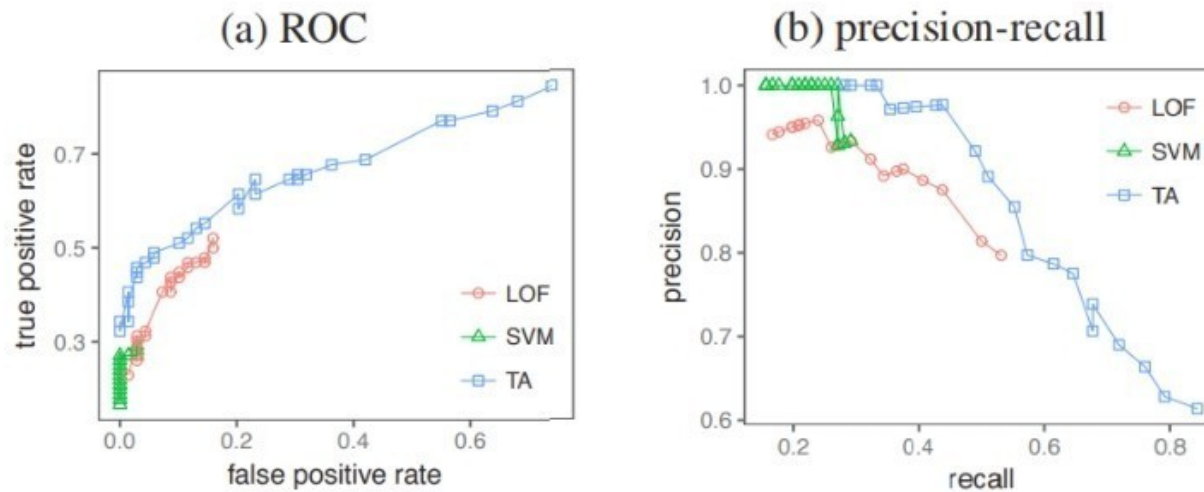 (a) ROC
true positive rate
0.7
0.5
0.3
LOF
SVM
TA
0.0 0.2 0.4 0.6
false positive rate
(b) precision-recall
precision
1.0
0.9
0.8
0.7
0.6
LOF
SVM
TA
0.2 0.4 0.6 0.8
recall